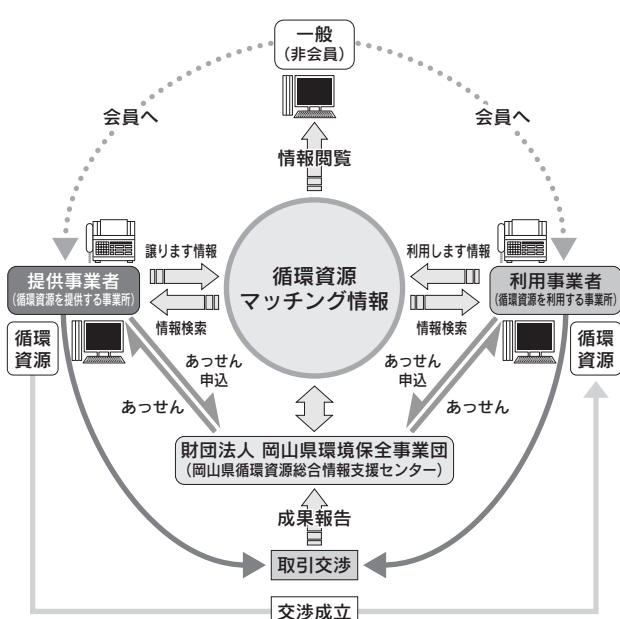 一般
(非会員)
会員へ
会員へ
情報閲覧
譲ります情報
利用します情報
提供事業者
(循環資源を提供する事業所)
循環資源
マッチング情報
利用事業者
(循環資源を利用する事業所)
情報検索
情報検索
循環
資源
循環
資源
あっせん
申込
あっせん
申込
あっせん
あっせん
財団法人 岡山県環境保全事業団
(岡山県循環資源総合情報支援センター)
成果報告
取引交渉
交渉成立